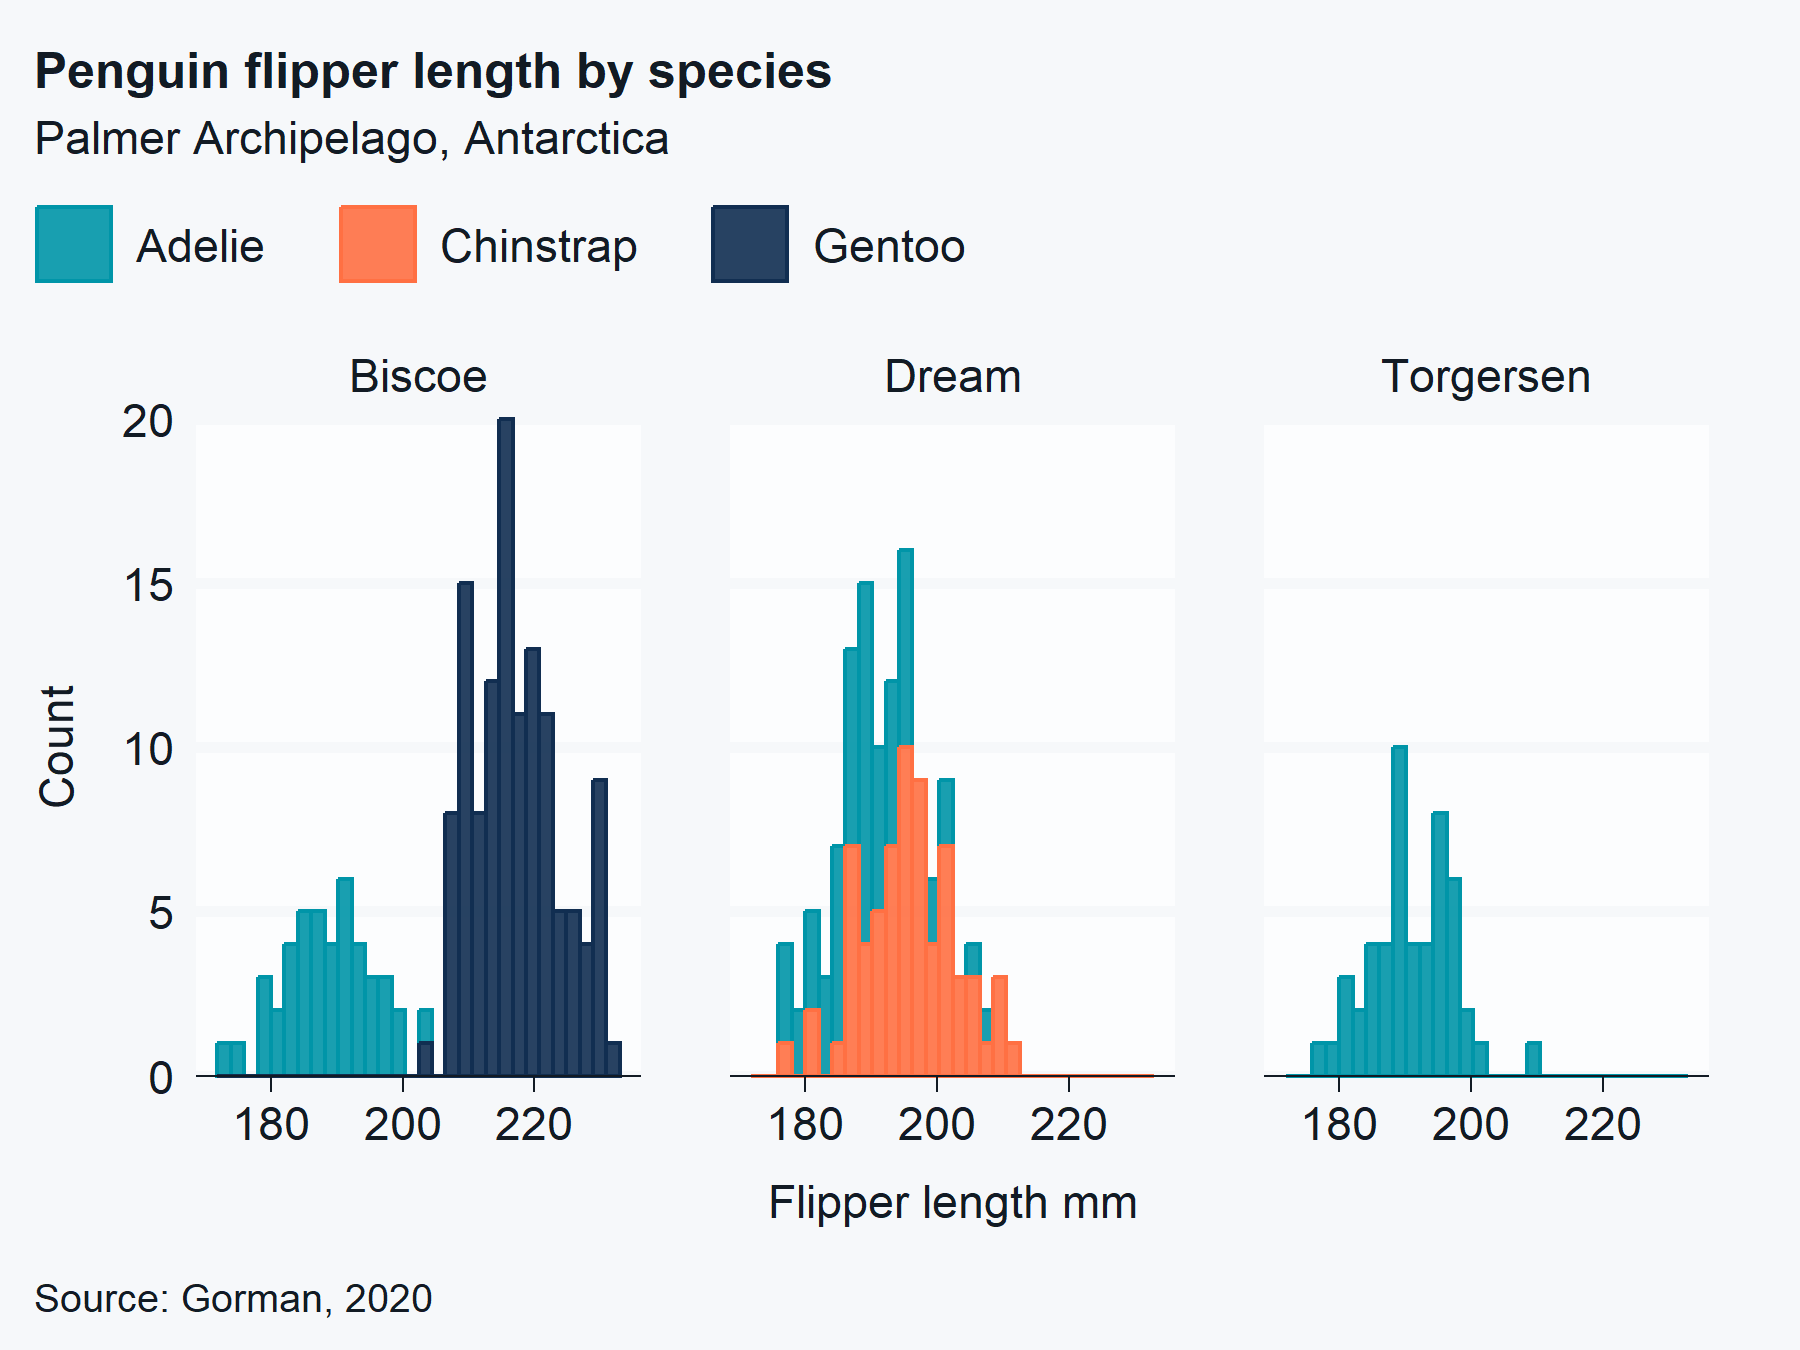 Penguin flipper length by species
Palmer Archipelago, Antarctica
Adelie Chinstrap Gentoo
Biscoe Dream Torgersen
20
15
10
5
0
Count
180 200 220 180 200 220 180 200 220
Flipper length mm
Source: Gorman, 2020